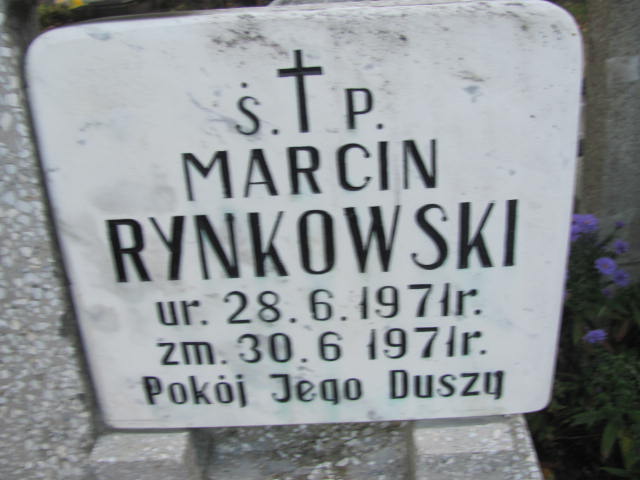 Ś. P.
MARCIN
RYNKOWSKI
ur. 28.6.1971r.
zm. 30.6 1971r.
Pokój Jego Duszy